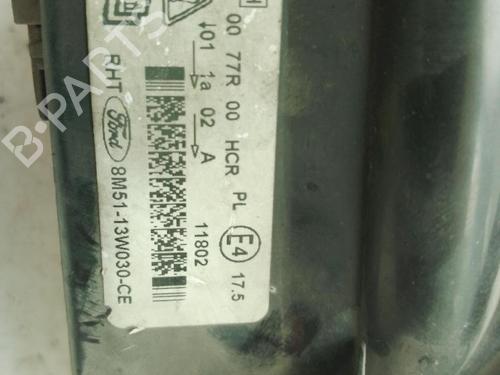 00 77R 00 HCR PL
01 1a 02 A
E4
17.5
11802
RHT Ford 8M51-13W030-CE
B-PARTS